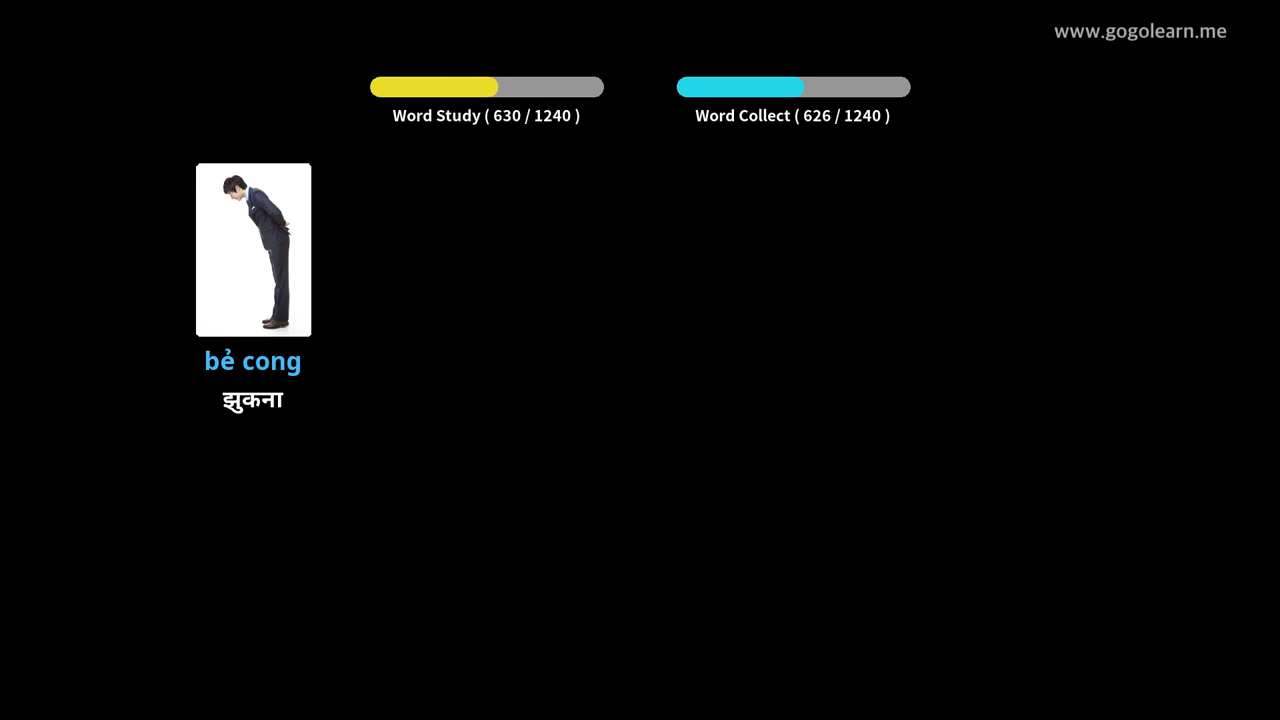 www.gogolearn.me
Word Study ( 630 / 1240 )
Word Collect ( 626 / 1240 )
bẻ cong
झुकना